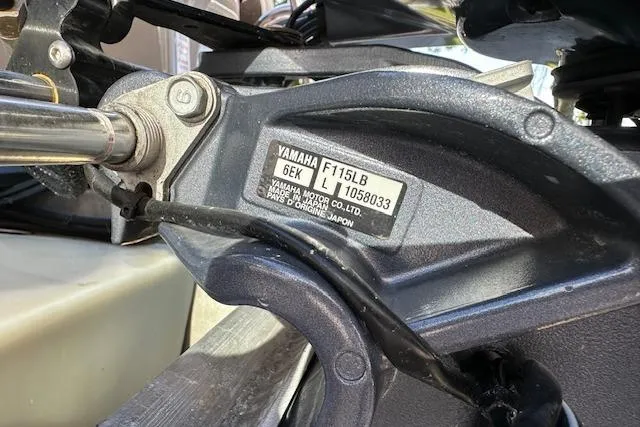 YAMAHA F115LB
6EK L 1058033
YAMAHA MOTOR CO.,LTD.
MADE IN JAPAN
PAYS D'ORIGINE JAPON